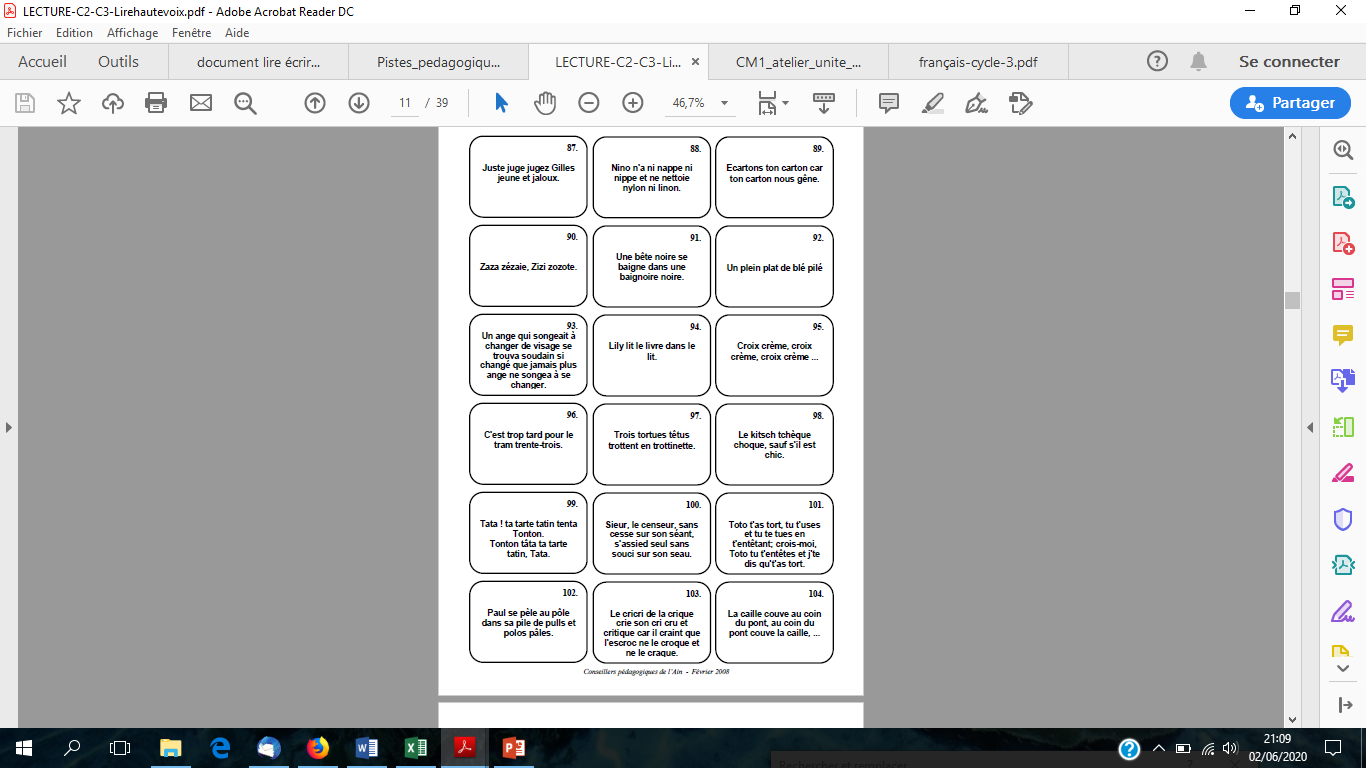 LECTURE-C2-C3-Lirehautevoix.pdf - Adobe Acrobat Reader DC
Fichier Edition Affichage Fenêtre Aide
Accueil Outils document lire écrir... Pistes_pedagogiqu... LECTURE-C2-C3-Li... × CM1_atelier_unite_... français-cycle-3.pdf Se connecter
11 / 39 46,7% Partager
87.
Juste juge jugez Gilles
jeune et jaloux.
88.
Nino n'a ni nappe ni
nippe et ne nettoie
nylon ni linon.
89.
Ecartons ton carton car
ton carton nous gêne.
90.
Zaza zézaie, Zizi zozote.
91.
Une bête noire se
baigne dans une
baignoire noire.
92.
Un plein plat de blé pilé
93.
Un ange qui songeait à
changer de visage se
trouva soudain si
changé que jamais plus
ange ne songea à se
changer.
94.
Lily lit le livre dans le
lit.
95.
Croix crème, croix
crème, croix crème ...
96.
C'est trop tard pour le
tram trente-trois.
97.
Trois tortues têtus
trottent en trottinette.
98.
Le kitsch tchèque
choque, sauf s'il est
chic.
99.
Tata ! ta tarte tatin tenta
Tonton.
Tonton tâta ta tarte
tatin, Tata.
100.
Sieur, le censeur, sans
cesse sur son séant,
s'assied seul sans
souci sur son seau.
101.
Toto t'as tort, tu t'uses
et tu te tues en
t'entêtant; crois-moi,
Toto tu t'entêtes et j'te
dis qu't'as tort.
102.
Paul se pèle au pôle
dans sa pile de pulls et
polos pâles.
103.
Le cricri de la crique
crie son cri cru et
critique car il craint que
l'escroc ne le croque et
ne le craque.
104.
La caille couve au coin
du pont, au coin du
pont couve la caille, ...
Conseillers pédagogiques de l'Ain - Février 2008
Rechercher et remplacer
21:09
02/06/2020